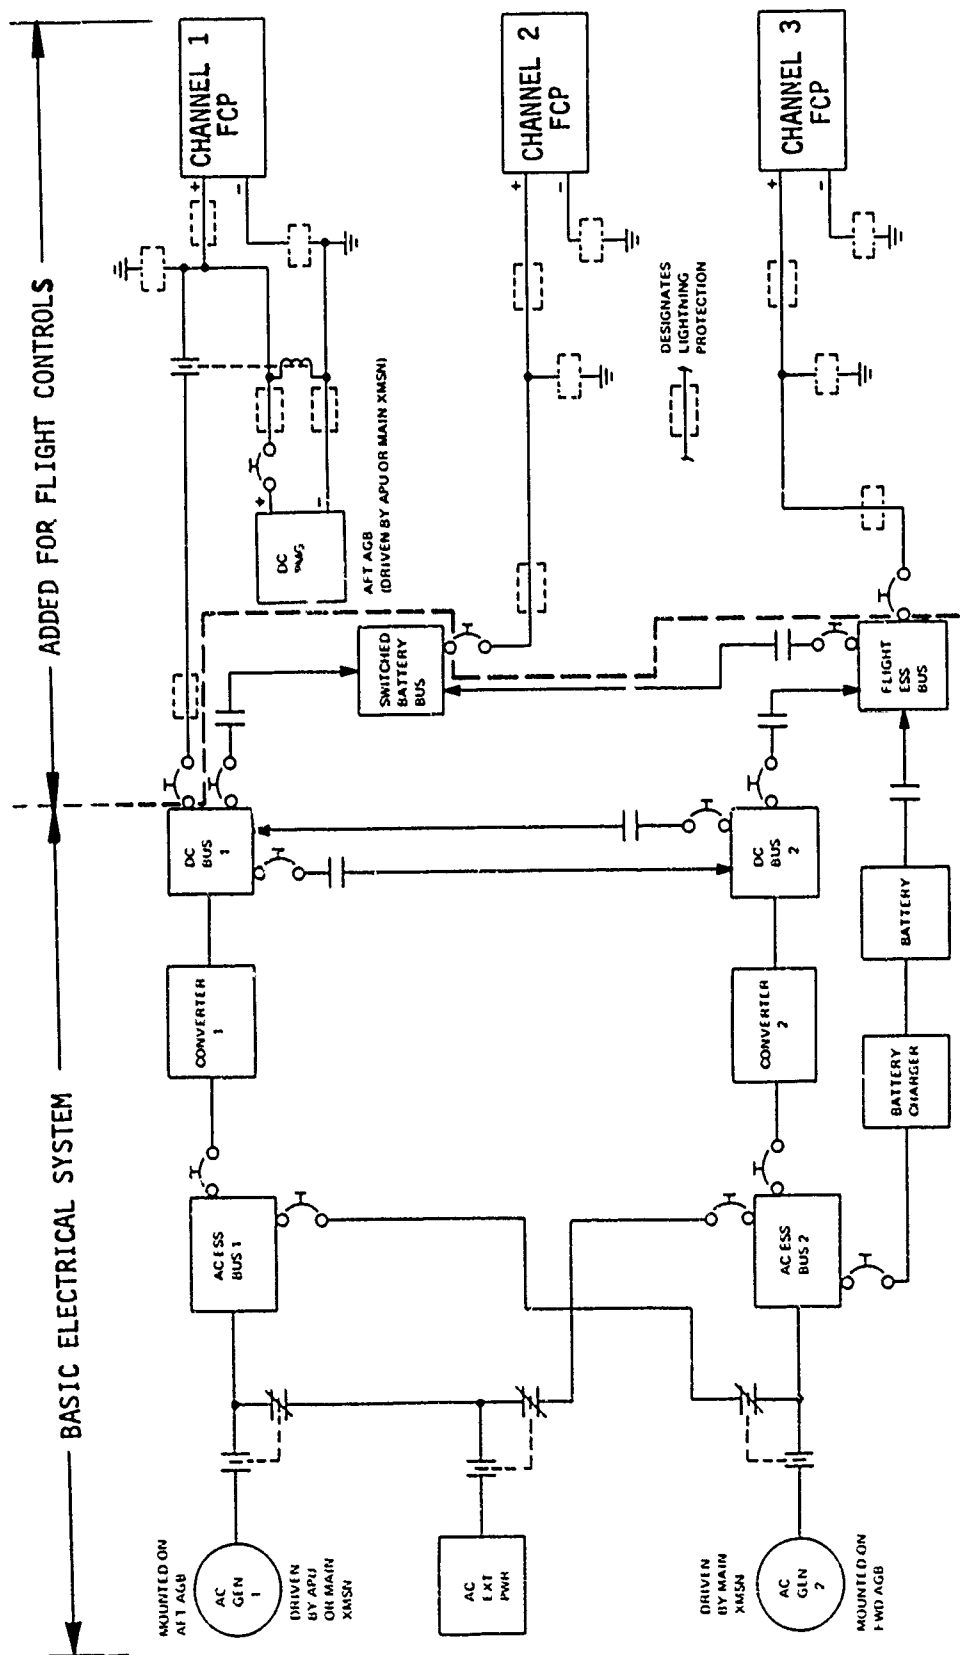 BASIC ELECTRICAL SYSTEM
ADDED FOR FLIGHT CONTROLS
MOUNTED ON
AFT AGB
AC
GEN
1
DRIVEN
BY APU
OR MAIN
XMSN
AC ESS
BUS 1
CONVERTER
1
DC
BUS
1
CHANNEL 1
FCP
+
-
DC
PMG
+
-
AFT AGB
(DRIVEN BY APU OR MAIN XMSN)
AC
EXT
PWR
SWITCHED
BATTERY
BUS
CHANNEL 2
FCP
+
-
DESIGNATES
LIGHTNING
PROTECTION
DRIVEN
BY MAIN
XMSN
AC
GEN
2
MOUNTED ON
FWD AGB
AC ESS
BUS 2
CONVERTER
2
DC
BUS
2
BATTERY
CHARGER
BATTERY
FLIGHT
ESS
BUS
CHANNEL 3
FCP
+
-